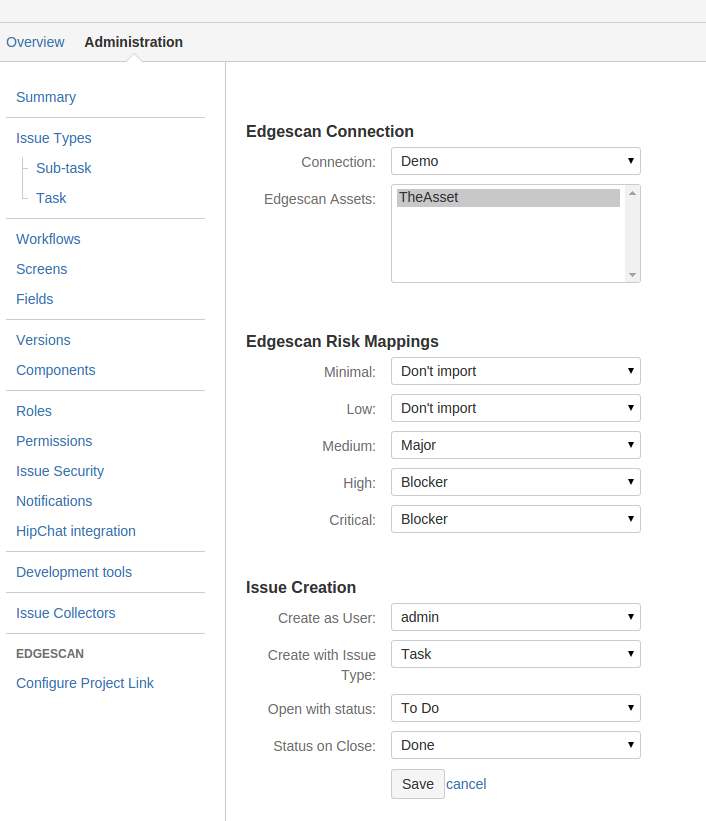 Overview Administration
Summary
Issue Types
Sub-task
Task
Workflows
Screens
Fields
Versions
Components
Roles
Permissions
Issue Security
Notifications
HipChat integration
Development tools
Issue Collectors
EDGESCAN
Configure Project Link
Edgescan Connection
Connection: Demo
Edgescan Assets: TheAsset
Edgescan Risk Mappings
Minimal: Don't import
Low: Don't import
Medium: Major
High: Blocker
Critical: Blocker
Issue Creation
Create as User: admin
Create with Issue Task
Type:
Open with status: To Do
Status on Close: Done
Save cancel